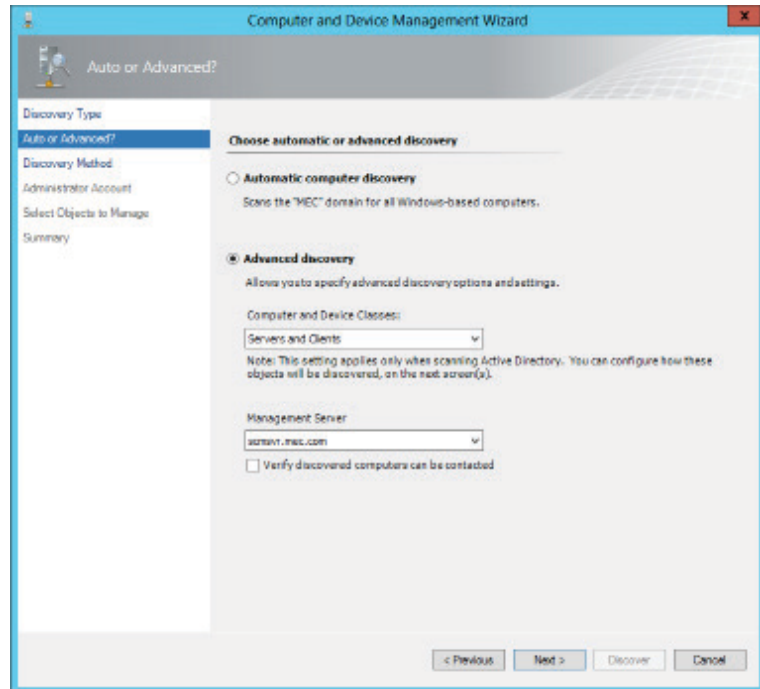 Computer and Device Management Wizard
x
Auto or Advanced?
Discovery Type
Auto or Advanced?
Discovery Method
Administrator Account
Select Objects to Manage
Summary
Choose automatic or advanced discovery
Automatic computer discovery
Scans the "MEC" domain for all Windows-based computers.
Advanced discovery
Allows you to specify advanced discovery options and settings.
Computer and Device Classes:
Servers and Clients
Note: This setting applies only when scanning Active Directory. You can configure how these
objects will be discovered, on the next screen(s).
Management Server
scmsvr.mec.com
Verify discovered computers can be contacted
< Previous
Next >
Discover
Cancel